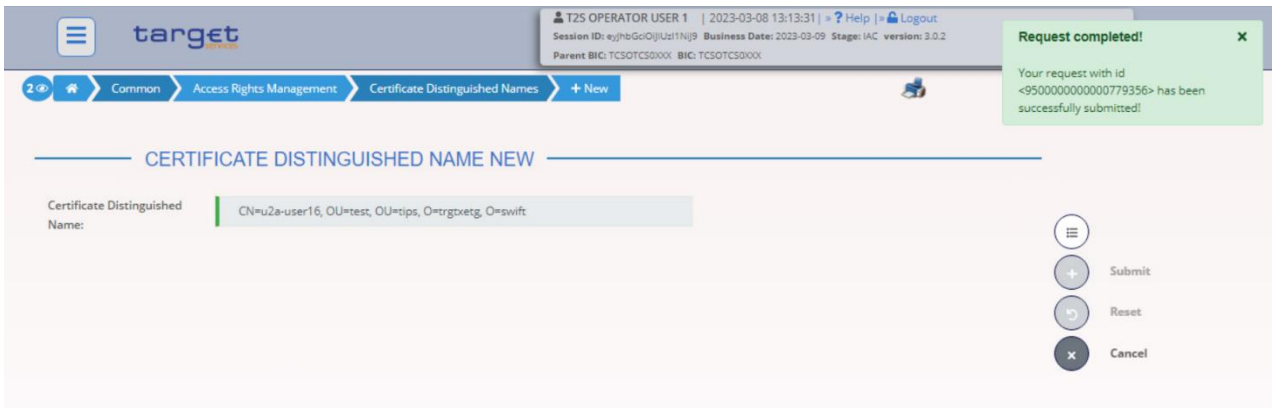 target
services
T2S OPERATOR USER 1 | 2023-03-08 13:13:31 | » ? Help |» Logout
Session ID: eyJhbGciOiJIUzI1NiJ9 Business Date: 2023-03-09 Stage: IAC version: 3.0.2
Parent BIC: TCSOTCS0XXX BIC: TCSOTCS0XXX
Request completed! x
Your request with id
<9500000000000779356> has been
successfully submitted!
2 Common Access Rights Management Certificate Distinguished Names + New
CERTIFICATE DISTINGUISHED NAME NEW
Certificate Distinguished
Name:
CN=u2a-user16, OU=test, OU=tips, O=trgtxetg, O=swift
Submit
Reset
Cancel